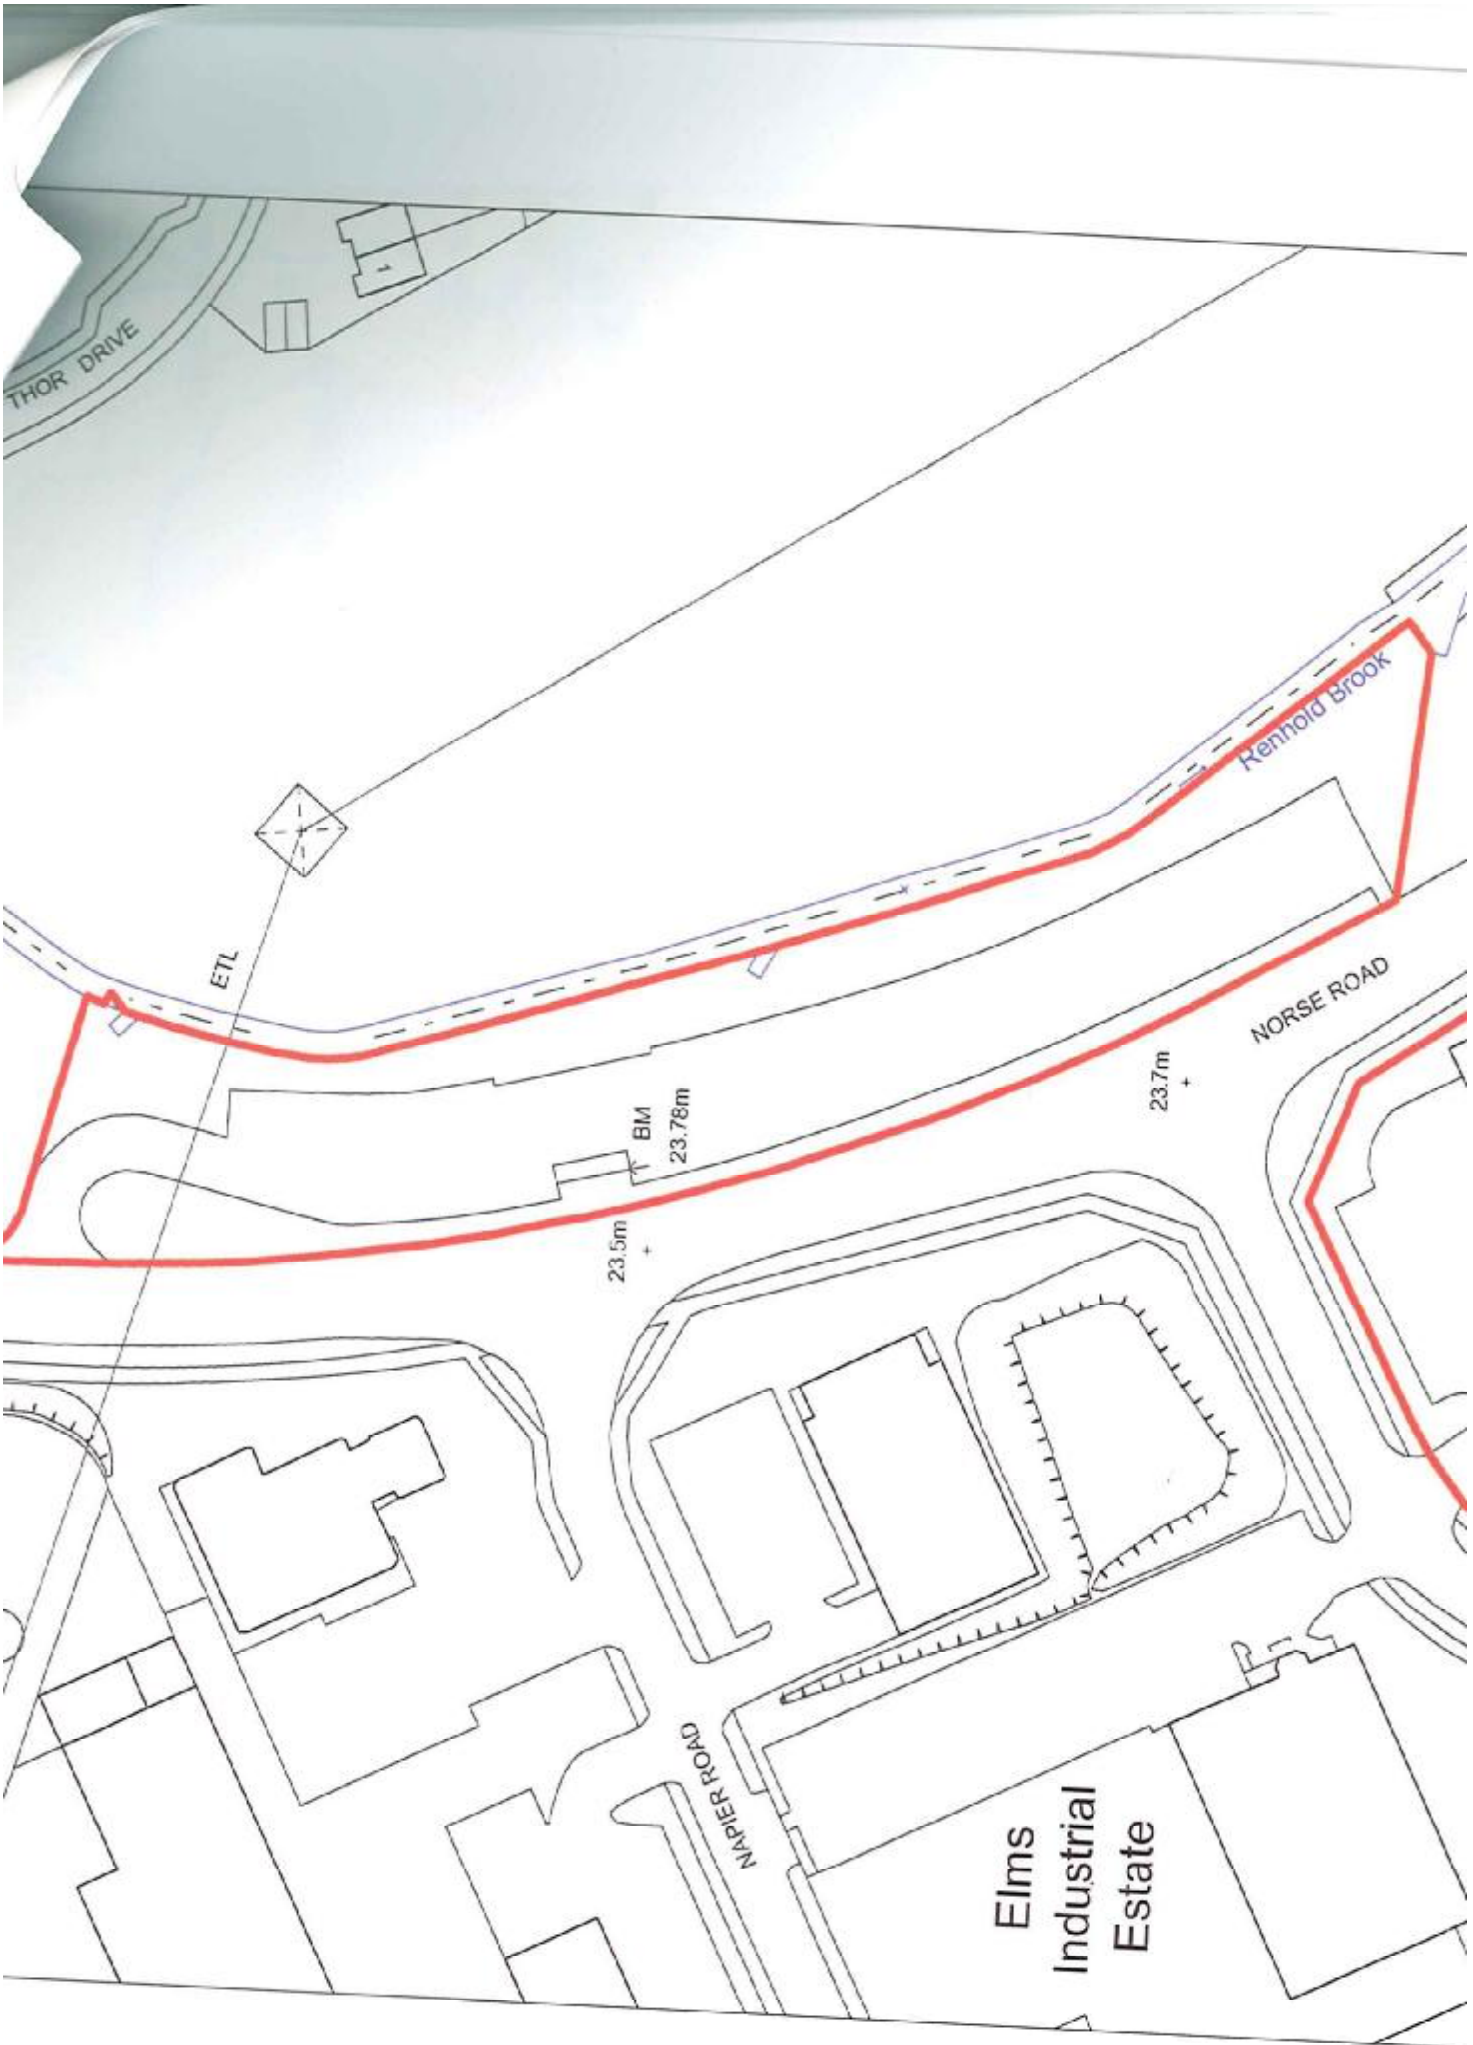 THOR DRIVE
1
Renhold Brook
ETL
NORSE ROAD
BM
23.78m
23.7m
+
23.5m
+
NAPIER ROAD
Elms
Industrial
Estate